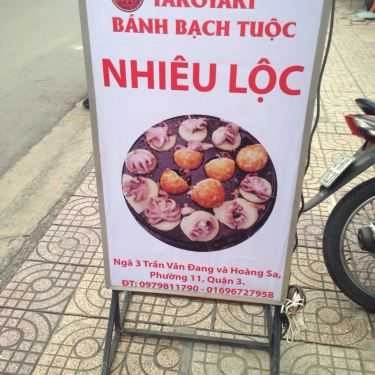 TAKOYAKI
BÁNH BẠCH TUỘC
NHIÊU LỘC
Ngã 3 Trần Văn Đang và Hoàng Sa,
Phường 11, Quận 3.
ĐT: 0979811790 - 01696727958